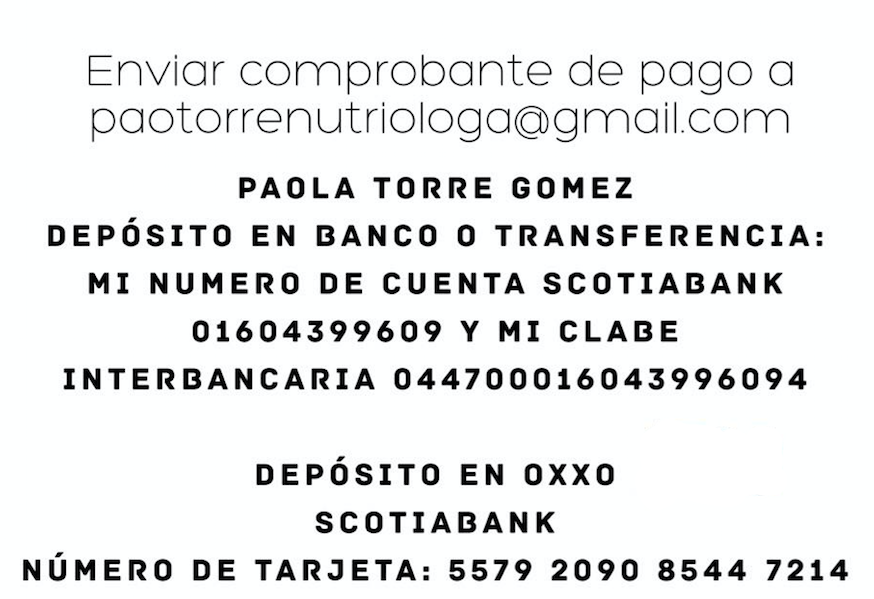 Enviar comprobante de pago a
paotorrenutriologa@gmail.com
PAOLA TORRE GOMEZ
DEPÓSITO EN BANCO O TRANSFERENCIA:
MI NUMERO DE CUENTA SCOTIABANK
01604399609 Y MI CLABE
INTERBANCARIA 044700016043996094
DEPÓSITO EN OXXO
SCOTIABANK
NÚMERO DE TARJETA: 5579 2090 8544 7214